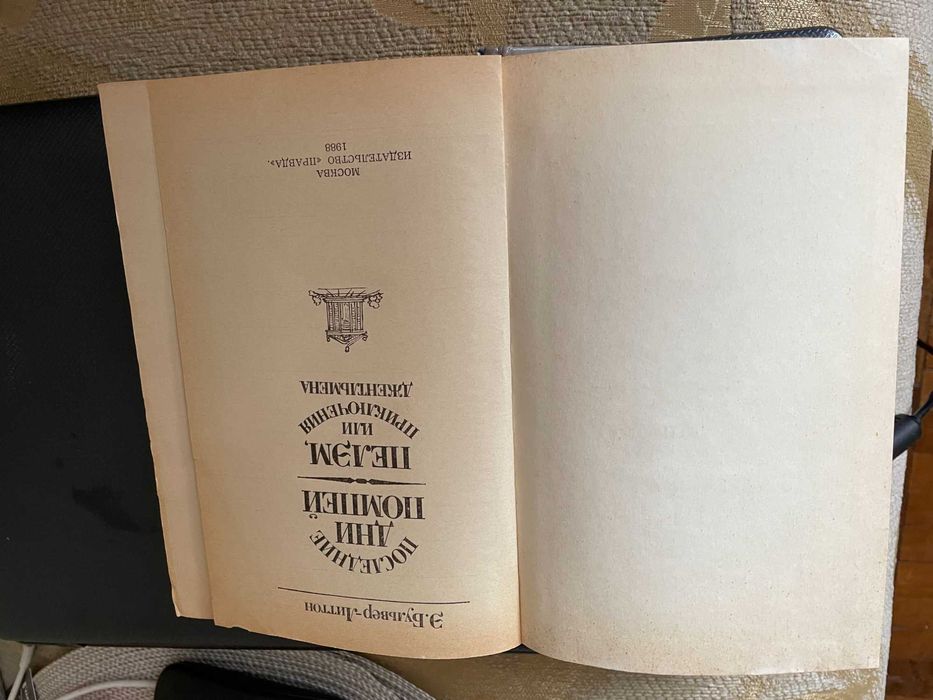 Э. Бульвер-Литтон
ПОСЛЕДНИЕ
ДНИ
ПОМПЕЙ
ПЕЛЭМ,
ИЛИ
ПРИКЛЮЧЕНИЯ
ДЖЕНТЛЬМЕНА
МОСКВА
ИЗДАТЕЛЬСТВО «ПРАВДА».
1988